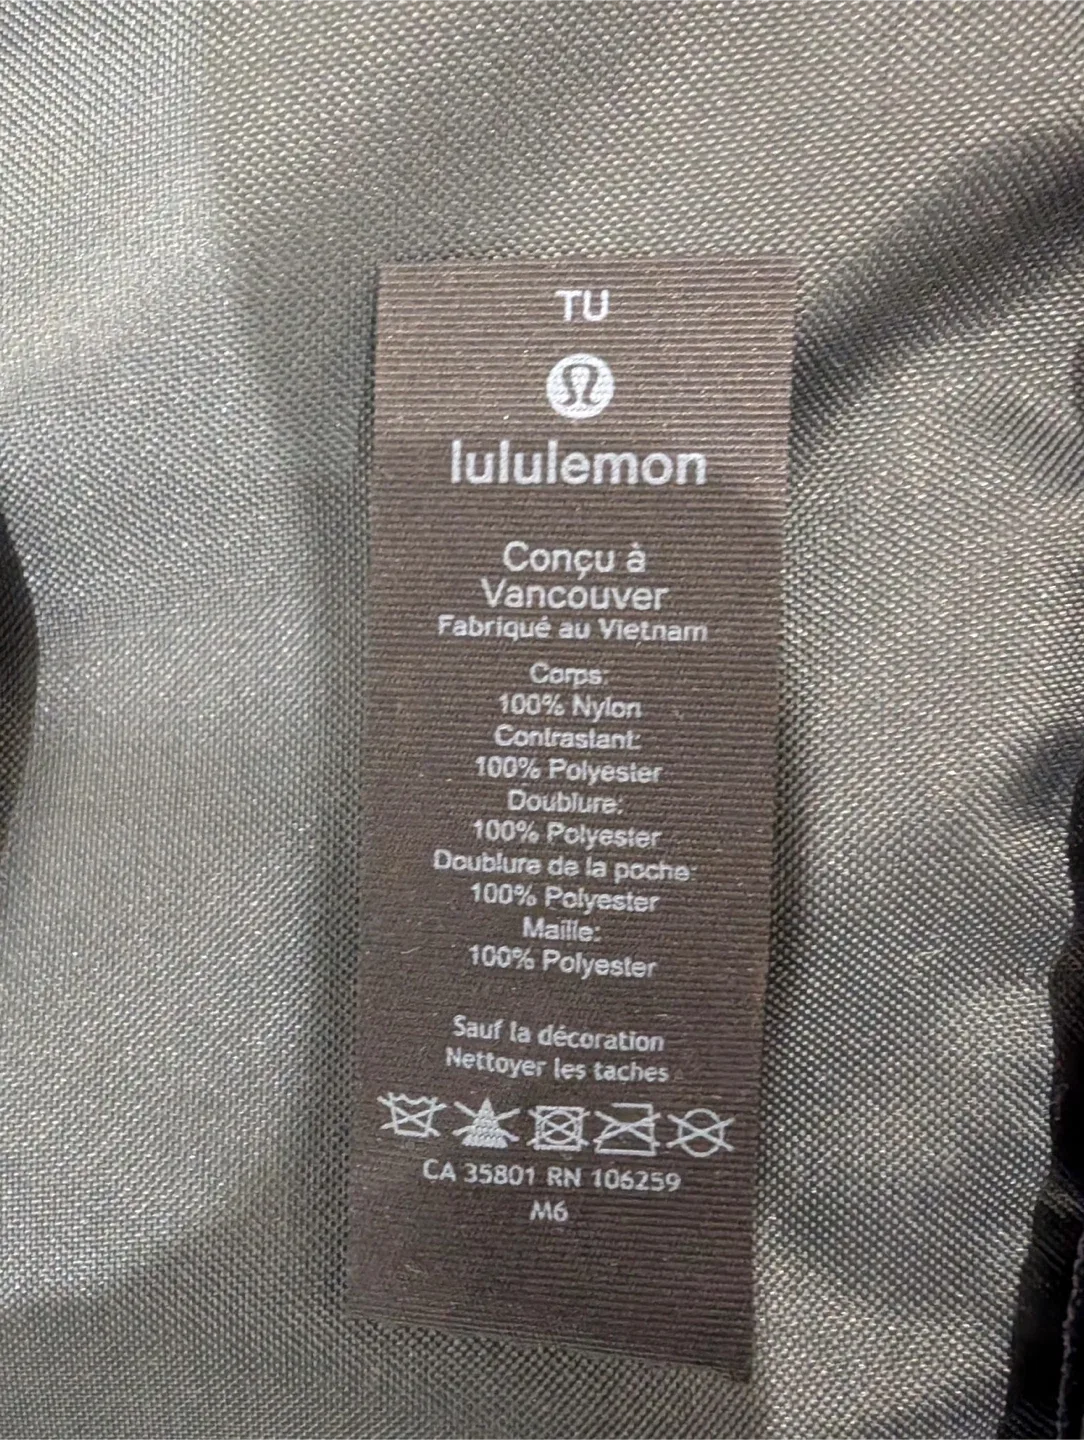 TU
lululemon
Conçu à
Vancouver
Fabriqué au Vietnam
Corps:
100% Nylon
Contrastant:
100% Polyester
Doublure:
100% Polyester
Doublure de la poche:
100% Polyester
Maille:
100% Polyester
Sauf la décoration
Nettoyer les taches
CA 35801 RN 106259
M6